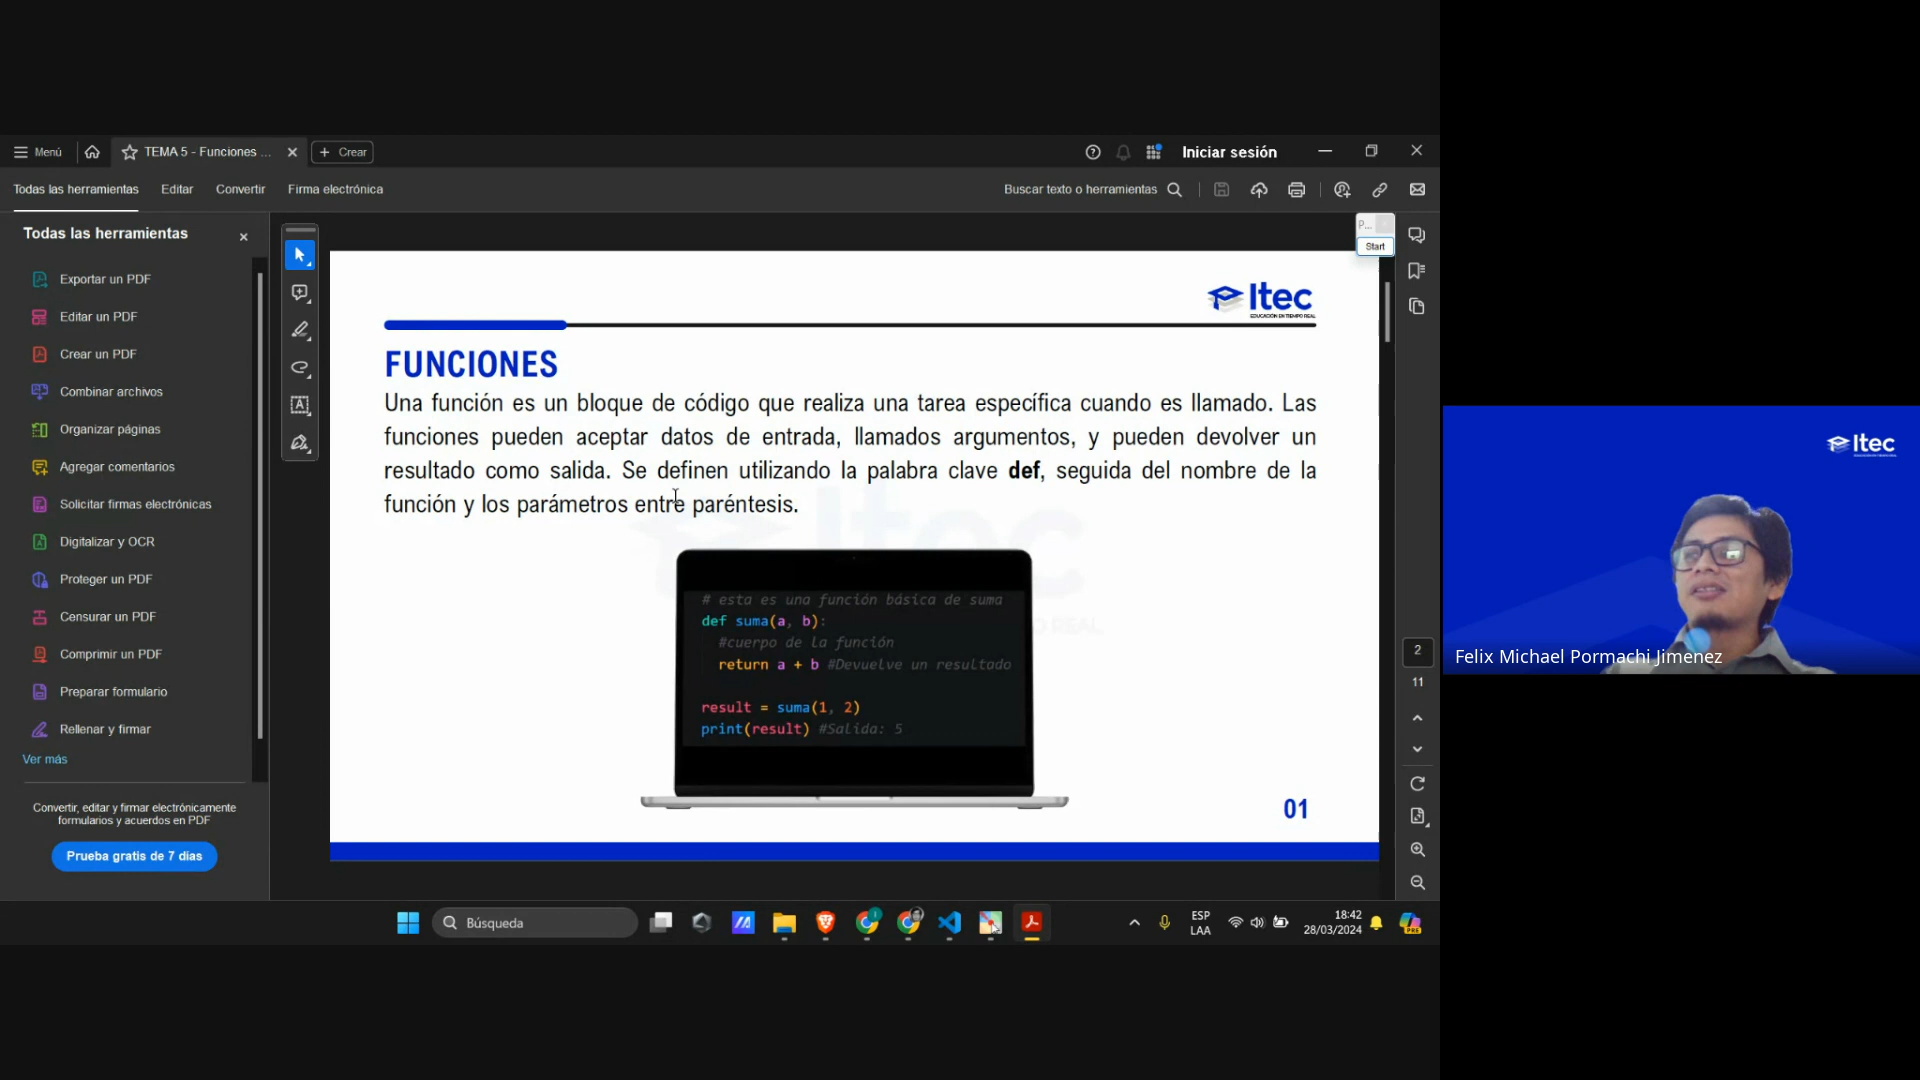 Menú
TEMA 5 - Funciones ...
Crear
Iniciar sesión
Todas las herramientas
Editar
Convertir
Firma electrónica
Buscar texto o herramientas
Todas las herramientas
Exportar un PDF
Editar un PDF
Crear un PDF
Combinar archivos
Organizar páginas
Agregar comentarios
Solicitar firmas electrónicas
Digitalizar y OCR
Proteger un PDF
Censurar un PDF
Comprimir un PDF
Preparar formulario
Rellenar y firmar
Ver más
Convertir, editar y firmar electrónicamente
formularios y acuerdos en PDF
Prueba gratis de 7 días
P...
Start
Itec
EDUCACIÓN EN TIEMPO REAL
FUNCIONES
Una función es un bloque de código que realiza una tarea específica cuando es llamado. Las
funciones pueden aceptar datos de entrada, llamados argumentos, y pueden devolver un
resultado como salida. Se definen utilizando la palabra clave def, seguida del nombre de la
función y los parámetros entre paréntesis.
# esta es una función básica de suma
def suma(a, b):
#cuerpo de la función
return a + b #Devuelve un resultado
result = suma(1, 2)
print(result) #Salida: 5
01
2
11
Búsqueda
ESP
LAA
18:42
28/03/2024
PRE
Itec
Felix Michael Pormachi Jimenez